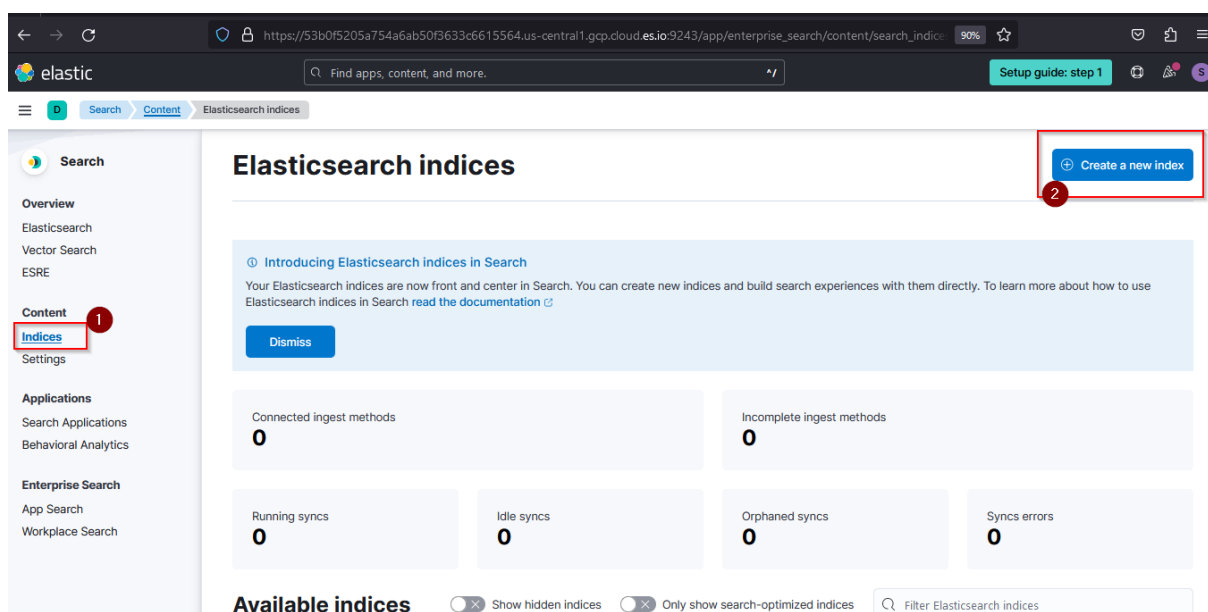 https://53b0f5205a754a6ab50f3633c6615564.us-central1.gcp.cloud.es.io:9243/app/enterprise_search/content/search_indice 90%
elastic Find apps, content, and more. ^/ Setup guide: step 1 S
D Search Content Elasticsearch indices
Search
Overview
Elasticsearch
Vector Search
ESRE
Content
1
Indices
Settings
Applications
Search Applications
Behavioral Analytics
Enterprise Search
App Search
Workplace Search
Elasticsearch indices
Create a new index
2
Introducing Elasticsearch indices in Search
Your Elasticsearch indices are now front and center in Search. You can create new indices and build search experiences with them directly. To learn more about how to use
Elasticsearch indices in Search read the documentation
Dismiss
Connected ingest methods Incomplete ingest methods
0 0
Running syncs Idle syncs Orphaned syncs Syncs errors
0 0 0 0
Available indices Show hidden indices Only show search-optimized indices Filter Elasticsearch indices